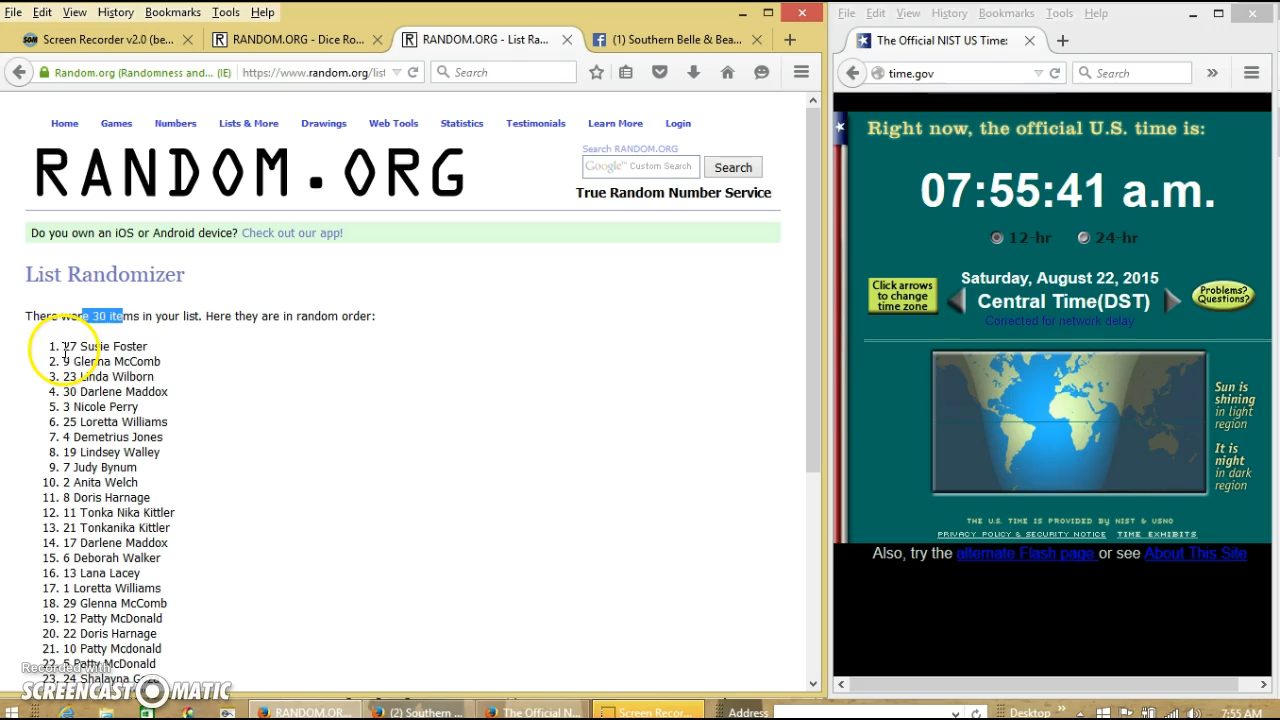 File Edit View History Bookmarks Tools Help
Screen Recorder v2.0 (be...
RANDOM.ORG - Dice Ro...
RANDOM.ORG - List Ra...
(1) Southern Belle & Bea...
Random.org (Randomness and... (IE)
https://www.random.org/list
Search
Home Games Numbers Lists & More Drawings Web Tools Statistics Testimonials Learn More Login
RANDOM.ORG
Search RANDOM.ORG
Google™ Custom Search
Search
True Random Number Service
Do you own an iOS or Android device? Check out our app!
List Randomizer
There were 30 items in your list. Here they are in random order:
1. 27 Susie Foster
2. 9 Glenna McComb
3. 23 Linda Wilborn
4. 30 Darlene Maddox
5. 3 Nicole Perry
6. 25 Loretta Williams
7. 4 Demetrius Jones
8. 19 Lindsey Walley
9. 7 Judy Bynum
10. 2 Anita Welch
11. 8 Doris Harnage
12. 11 Tonka Nika Kittler
13. 21 Tonkanika Kittler
14. 17 Darlene Maddox
15. 6 Deborah Walker
16. 13 Lana Lacey
17. 1 Loretta Williams
18. 29 Glenna McComb
19. 12 Patty McDonald
20. 22 Doris Harnage
21. 10 Patty Mcdonald
22. 5 Patty McDonald
23. 24 Shalayna
Recorded with
SCREENCAST-O-MATIC
File Edit View History Bookmarks Tools Help
The Official NIST US Time:
time.gov
Search
Right now, the official U.S. time is:
07:55:41 a.m.
12-hr 24-hr
Click arrows
to change
time zone
Saturday, August 22, 2015
Central Time(DST)
Corrected for network delay
Problems?
Questions?
Sun is
shining
in light
region
It is
night
in dark
region
THE U.S. TIME IS PROVIDED BY NIST & USNO
PRIVACY POLICY & SECURITY NOTICE TIME EXHIBITS
Also, try the alternate Flash page or see About This Site
RANDOM.OR...
(2) Southern ...
The Official N...
Screen Recor...
Address
Desktop
7:55 AM